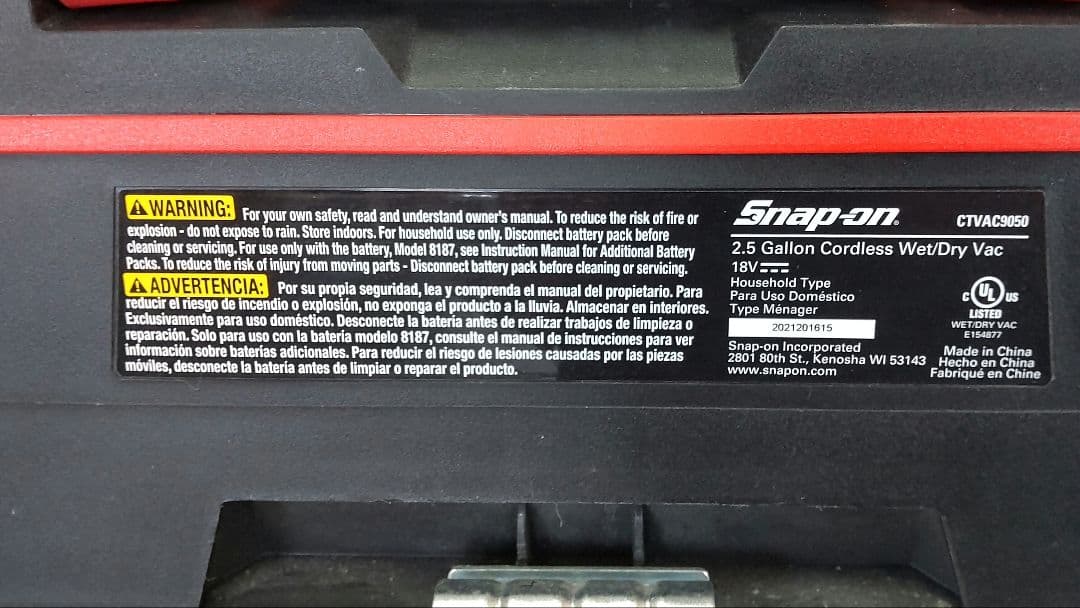 WARNING: For your own safety, read and understand owner's manual. To reduce the risk of fire or
explosion - do not expose to rain. Store indoors. For household use only. Disconnect battery pack before
cleaning or servicing. For use only with the battery, Model 8187, see Instruction Manual for Additional Battery
Packs. To reduce the risk of injury from moving parts - Disconnect battery pack before cleaning or servicing.
ADVERTENCIA: Por su propia seguridad, lea y comprenda el manual del propietario. Para
reducir el riesgo de incendio o explosión, no exponga el producto a la lluvia. Almacenar en interiores.
Exclusivamente para uso doméstico. Desconecte la batería antes de realizar trabajos de limpieza o
reparación. Solo para uso con la batería modelo 8187, consulte el manual de instrucciones para ver
información sobre baterías adicionales. Para reducir el riesgo de lesiones causadas por las piezas
móviles, desconecte la batería antes de limpiar o reparar el producto.
Snap-on. CTVAC9050
2.5 Gallon Cordless Wet/Dry Vac
18V
Household Type
Para Uso Doméstico
Type Ménager
2021201615
Snap-on Incorporated
2801 80th St., Kenosha WI 53143
www.snapon.com
C UL US
LISTED
WET/DRY VAC
E154877
Made in China
Hecho en China
Fabriqué en Chine